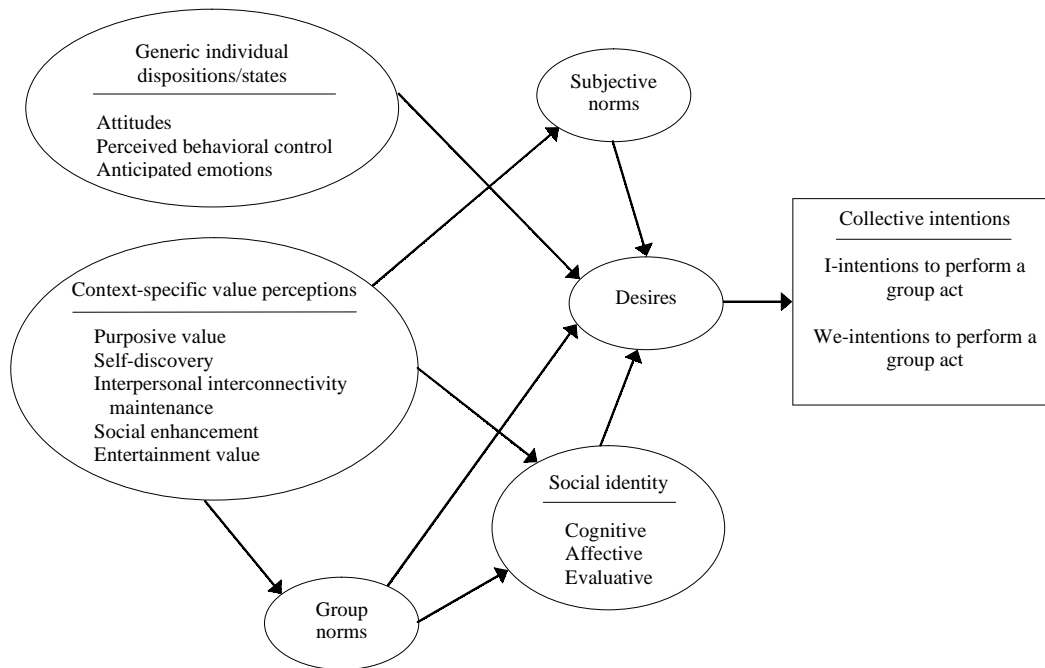 Generic individual
dispositions/states
Attitudes
Perceived behavioral control
Anticipated emotions
Subjective
norms
Collective intentions
I-intentions to perform a
group act
We-intentions to perform a
group act
Desires
Context-specific value perceptions
Purposive value
Self-discovery
Interpersonal interconnectivity
maintenance
Social enhancement
Entertainment value
Social identity
Cognitive
Affective
Evaluative
Group
norms